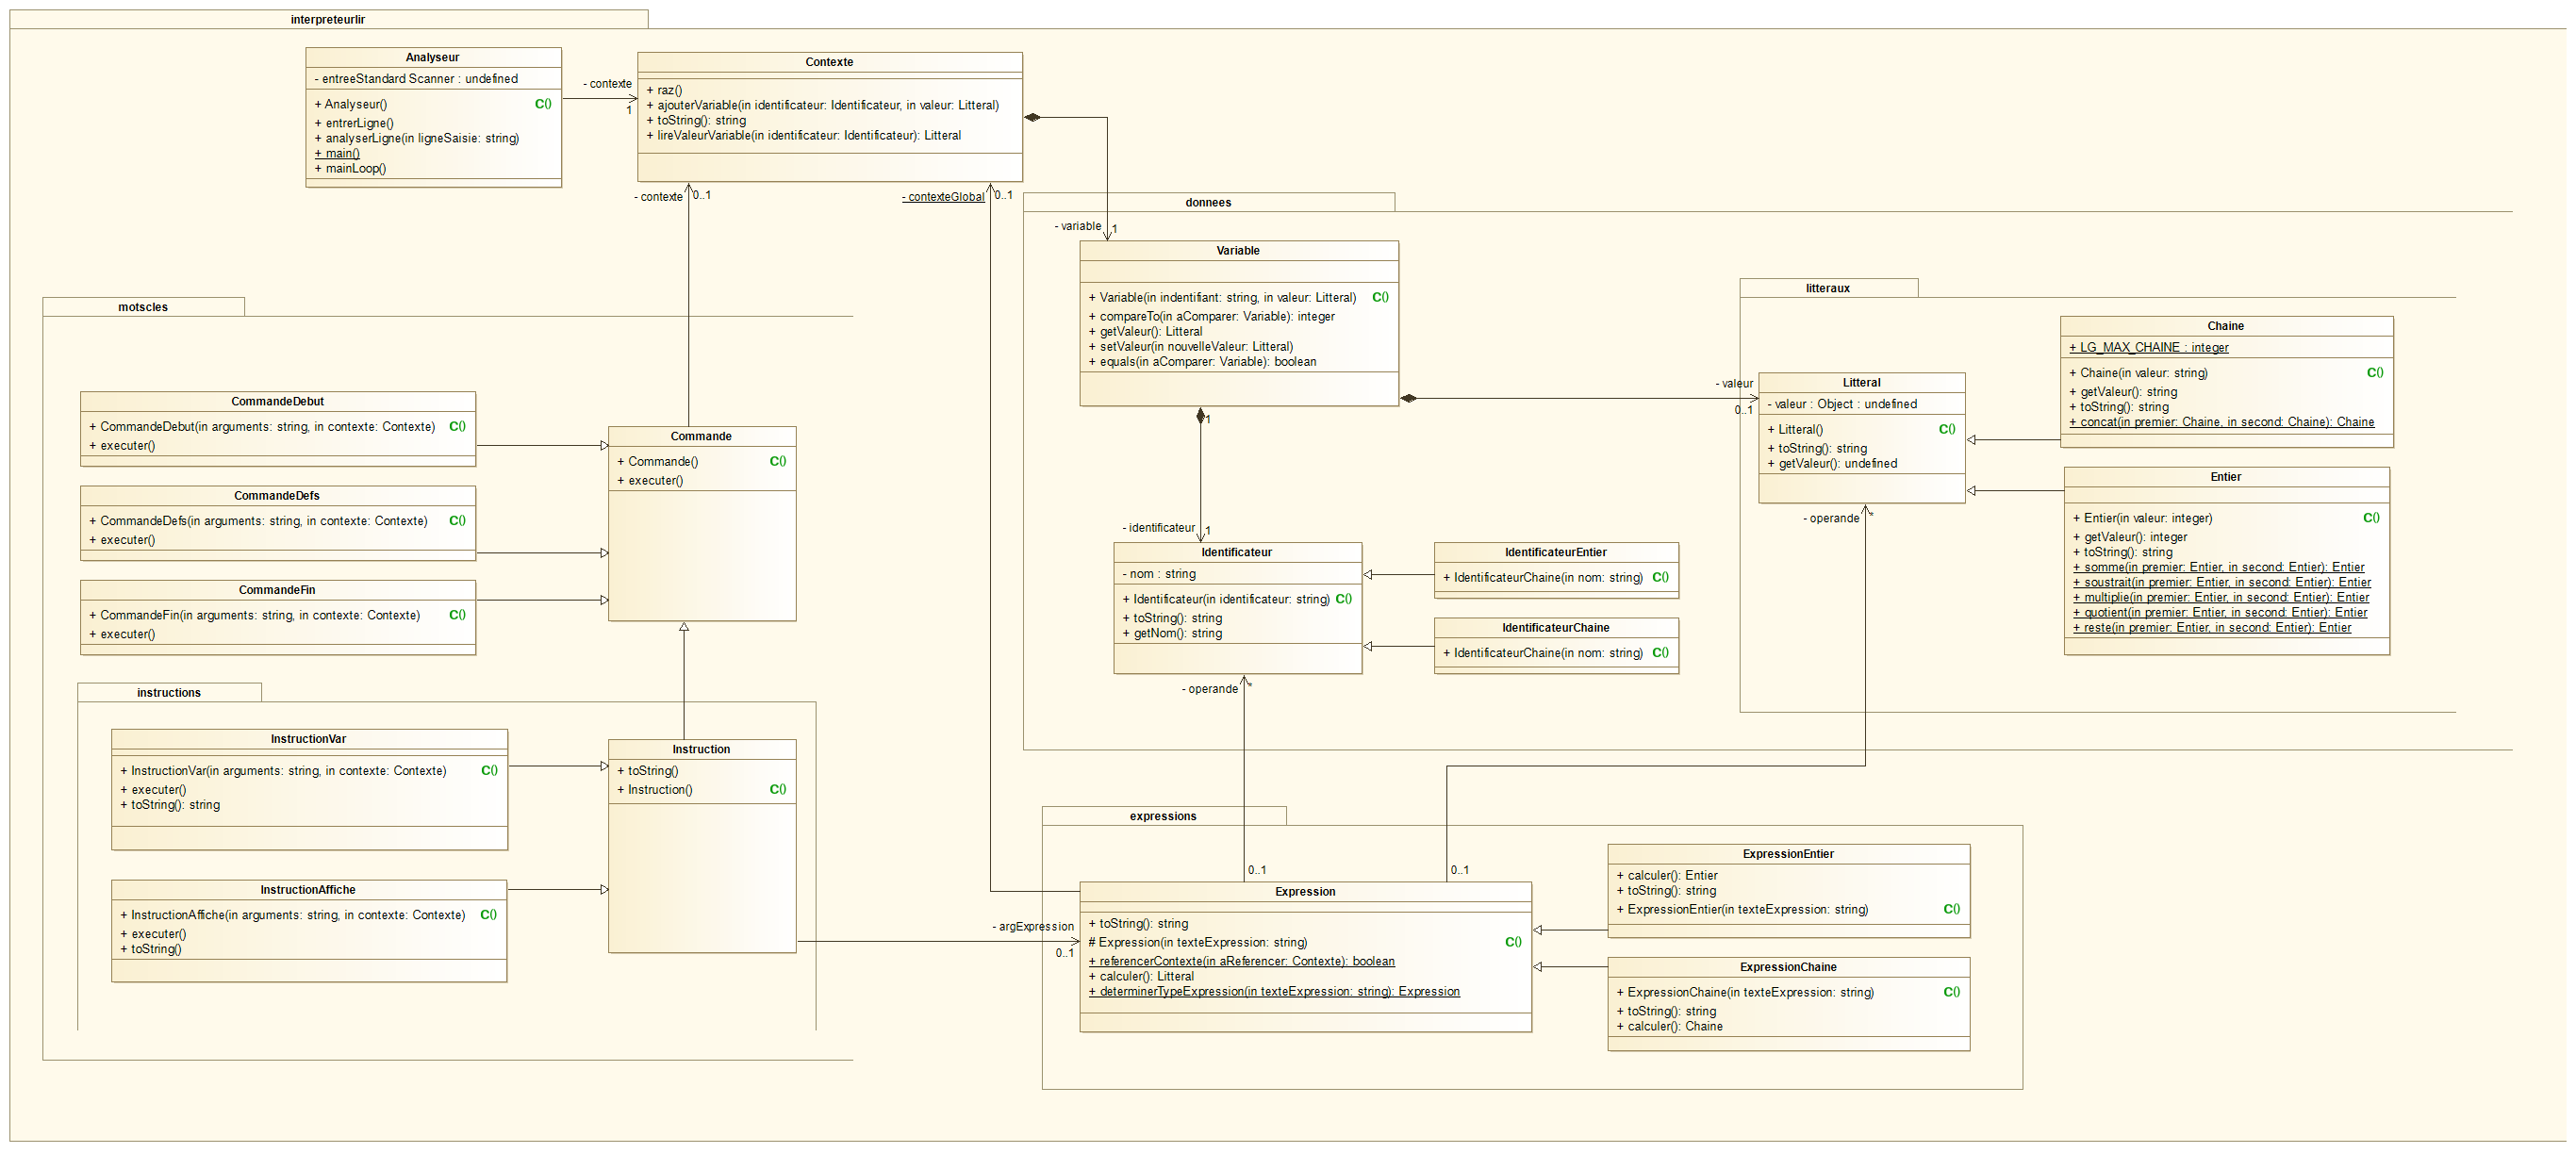 interpreteurlir
Analyseur
- entreeStandard Scanner : undefined
+ Analyseur() C()
+ entrerLigne()
+ analyserLigne(in ligneSaisie: string)
+ main()
+ mainLoop()
- contexte
1
Contexte
+ raz()
+ ajouterVariable(in identificateur: Identificateur, in valeur: Litteral)
+ toString(): string
+ lireValeurVariable(in identificateur: Identificateur): Litteral
- contexte
0..1
- contexteGlobal
0..1
donnees
- variable
1
Variable
+ Variable(in indentifiant: string, in valeur: Litteral) C()
+ compareTo(in aComparer: Variable): integer
+ getValeur(): Litteral
+ setValeur(in nouvelleValeur: Litteral)
+ equals(in aComparer: Variable): boolean
1
- identificateur
1
- valeur
0..1
litteraux
Litteral
- valeur : Object : undefined
+ Litteral() C()
+ toString(): string
+ getValeur(): undefined
- operande
*
Chaine
+ LG_MAX_CHAINE : integer
+ Chaine(in valeur: string) C()
+ getValeur(): string
+ toString(): string
+ concat(in premier: Chaine, in second: Chaine): Chaine
Entier
+ Entier(in valeur: integer) C()
+ getValeur(): integer
+ toString(): string
+ somme(in premier: Entier, in second: Entier): Entier
+ soustrait(in premier: Entier, in second: Entier): Entier
+ multiplie(in premier: Entier, in second: Entier): Entier
+ quotient(in premier: Entier, in second: Entier): Entier
+ reste(in premier: Entier, in second: Entier): Entier
Identificateur
- nom : string
+ Identificateur(in identificateur: string) C()
+ toString(): string
+ getNom(): string
- operande
*
IdentificateurEntier
+ IdentificateurChaine(in nom: string) C()
IdentificateurChaine
+ IdentificateurChaine(in nom: string) C()
motscles
CommandeDebut
+ CommandeDebut(in arguments: string, in contexte: Contexte) C()
+ executer()
CommandeDefs
+ CommandeDefs(in arguments: string, in contexte: Contexte) C()
+ executer()
CommandeFin
+ CommandeFin(in arguments: string, in contexte: Contexte) C()
+ executer()
Commande
+ Commande() C()
+ executer()
instructions
InstructionVar
+ InstructionVar(in arguments: string, in contexte: Contexte) C()
+ executer()
+ toString(): string
InstructionAffiche
+ InstructionAffiche(in arguments: string, in contexte: Contexte) C()
+ executer()
+ toString()
Instruction
+ toString()
+ Instruction() C()
- argExpression
0..1
expressions
0..1
0..1
Expression
+ toString(): string
# Expression(in texteExpression: string) C()
+ referencerContexte(in aReferencer: Contexte): boolean
+ calculer(): Litteral
+ determinerTypeExpression(in texteExpression: string): Expression
ExpressionEntier
+ calculer(): Entier
+ toString(): string
+ ExpressionEntier(in texteExpression: string) C()
ExpressionChaine
+ ExpressionChaine(in texteExpression: string) C()
+ toString(): string
+ calculer(): Chaine